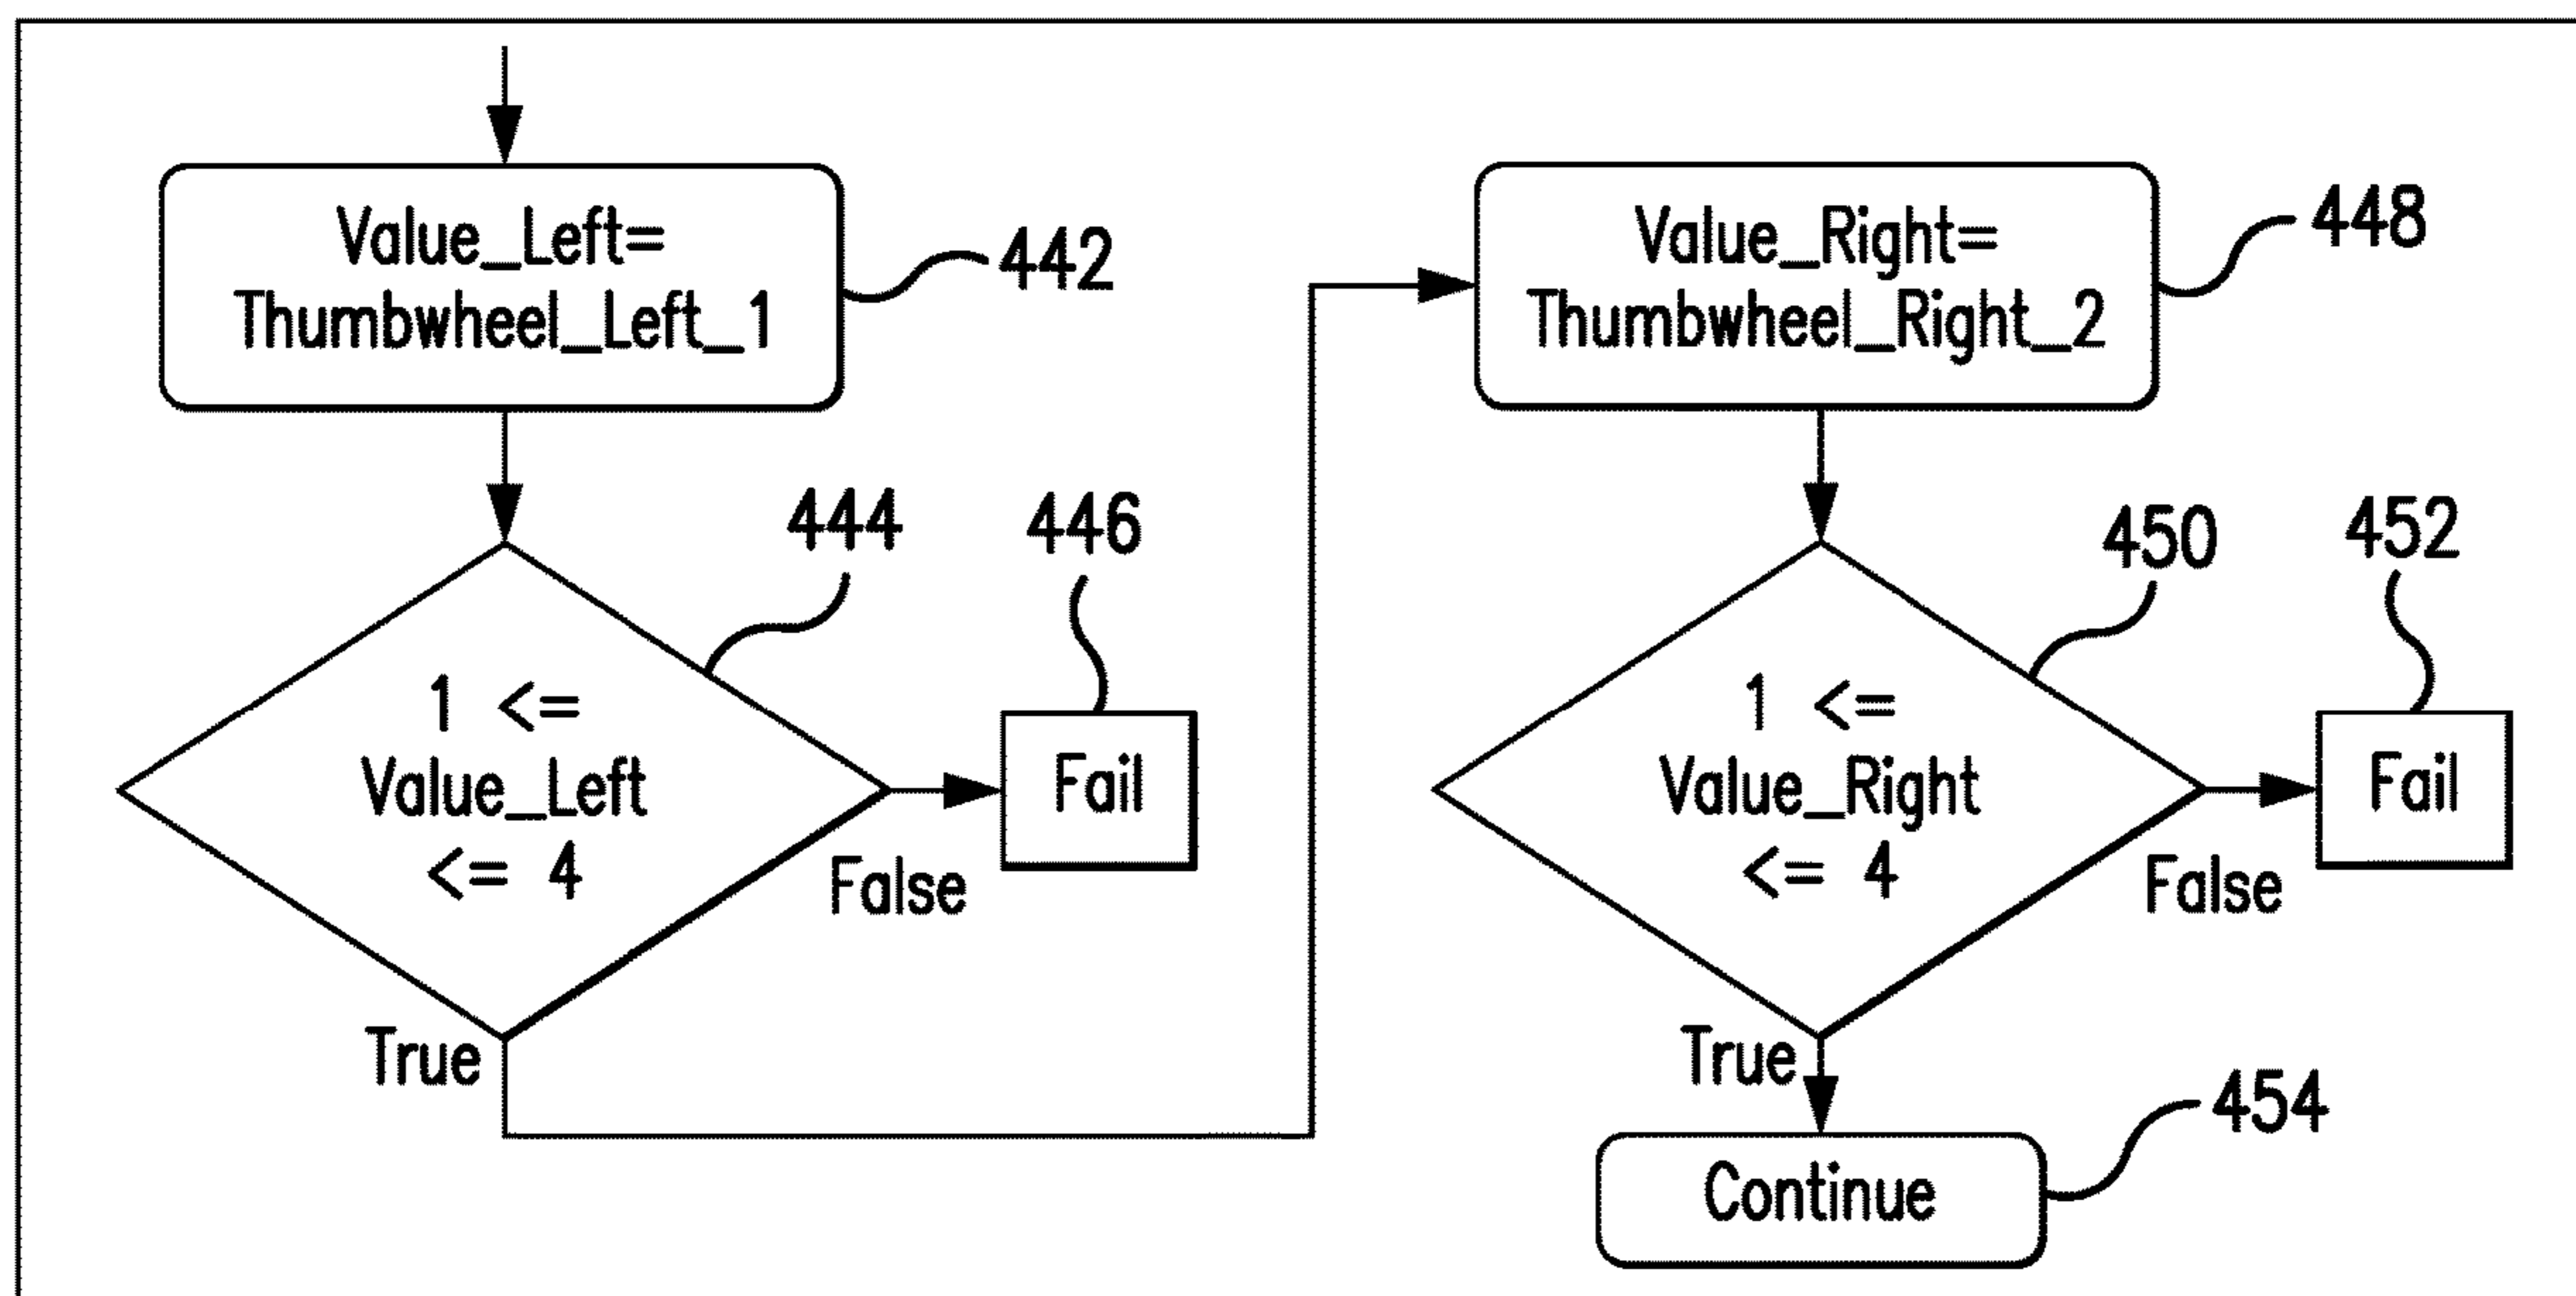 Value_Left=
Thumbwheel_Left_1
442
444
446
1 <=
Value_Left
<= 4
Fail
False
True
Value_Right=
Thumbwheel_Right_2
448
450
452
1 <=
Value_Right
<= 4
Fail
False
True
454
Continue